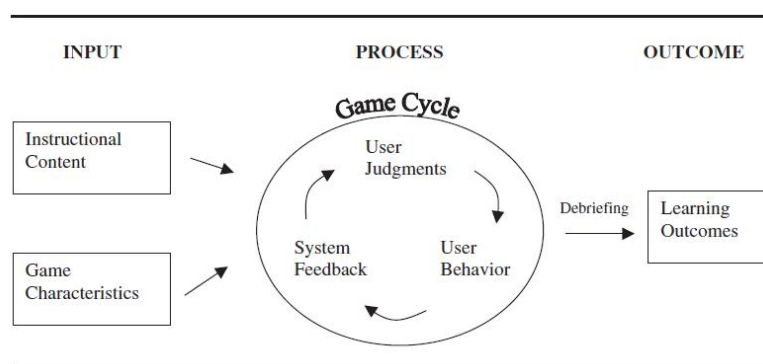 INPUT
PROCESS
OUTCOME
Game Cycle
Instructional
Content
User
Judgments
Debriefing
Learning
Outcomes
System
Feedback
User
Behavior
Game
Characteristics